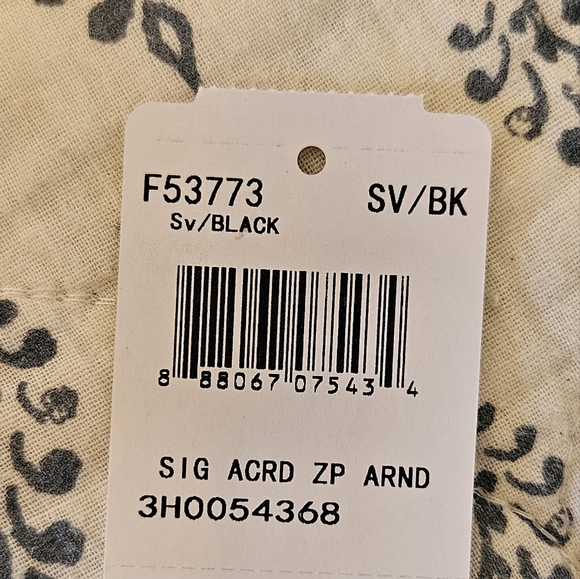 F53773 SV/BK
Sv/BLACK
8 88067 07543 4
SIG ACRD ZP ARND
3H0054368